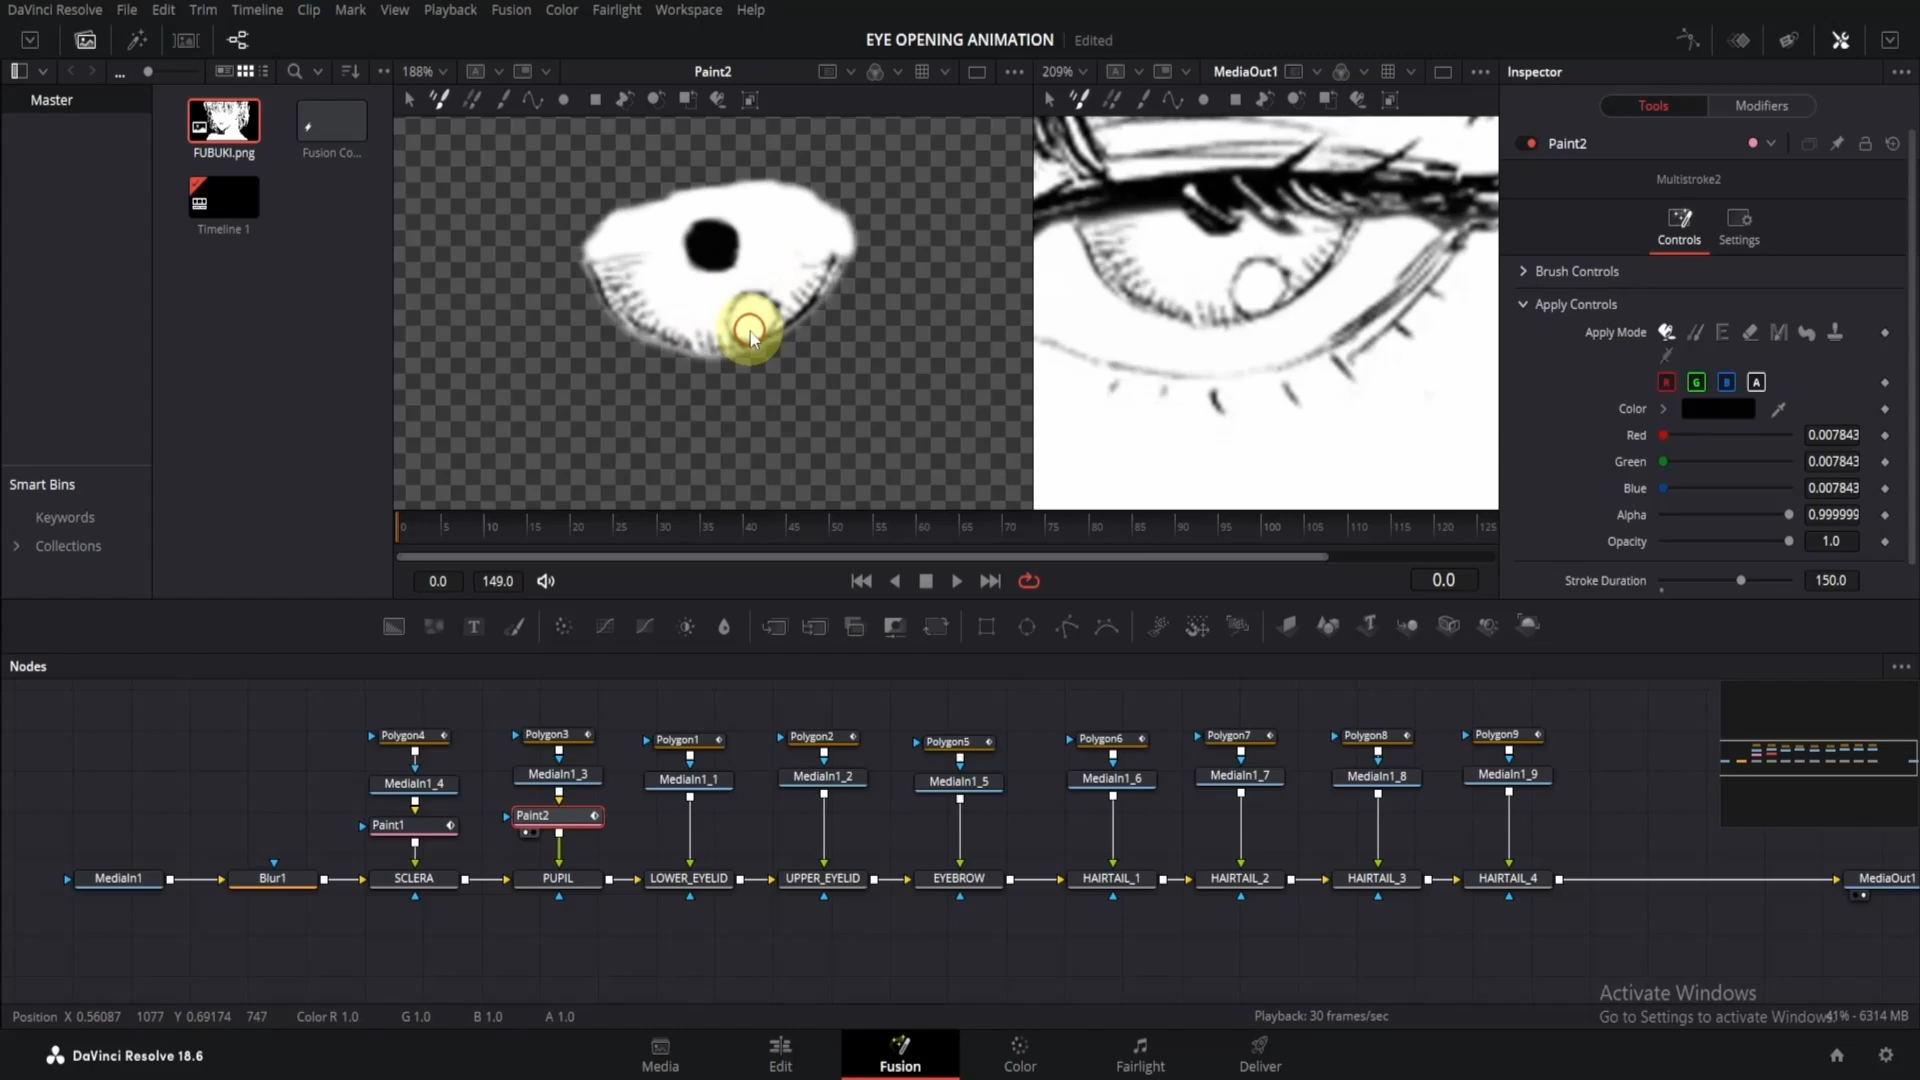 DaVinci Resolve File Edit Trim Timeline Clip Mark View Playback Fusion Color Fairlight Workspace Help
EYE OPENING ANIMATION Edited
188% Paint2 209% MediaOut1 Inspector
Master
FUBUKI.png
Fusion Co...
Timeline 1
Tools Modifiers
Paint2
Multistroke2
Controls Settings
Brush Controls
Apply Controls
Apply Mode
R G B A
Color
Red 0.007843
Green 0.007843
Blue 0.007843
Alpha 0.999999
Opacity 1.0
Stroke Duration 150.0
Smart Bins
Keywords
Collections
0 5 10 15 20 25 30 35 40 45 50 55 60 65 70 75 80 85 90 95 100 105 110 115 120 125
0.0 149.0 0.0
Nodes
Polygon4 Polygon3 Polygon1 Polygon2 Polygon5 Polygon6 Polygon7 Polygon8 Polygon9
MediaIn1_4 MediaIn1_3 MediaIn1_1 MediaIn1_2 MediaIn1_5 MediaIn1_6 MediaIn1_7 MediaIn1_8 MediaIn1_9
Paint1 Paint2
MediaIn1 Blur1 SCLERA PUPIL LOWER_EYELID UPPER_EYELID EYEBROW HAIRTAIL_1 HAIRTAIL_2 HAIRTAIL_3 HAIRTAIL_4 MediaOut1
Activate Windows
Go to Settings to activate Windows.
Position X 0.56087 1077 Y 0.69174 747 Color R 1.0 G 1.0 B 1.0 A 1.0 Playback: 30 frames/sec 41% - 6314 MB
DaVinci Resolve 18.6 Media Edit Fusion Color Fairlight Deliver